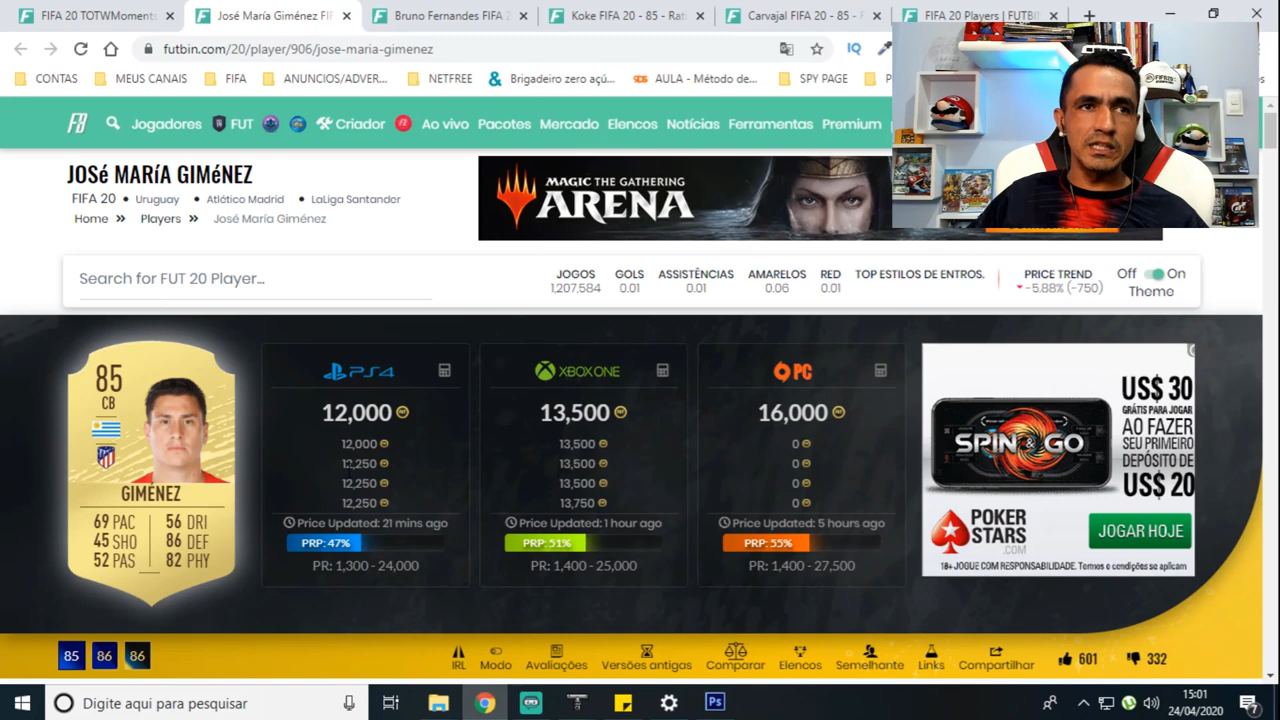 FIFA 20 TOTWMoments
José María Giménez FI
Bruno Fernandes FIFA 2
Koke FIFA 20 - 85 - Rati
Carvajal FIFA 20 - 85 - F
FIFA 20 Players | FUTBI
futbin.com/20/player/906/jose-maria-gimenez
IQ
CONTAS
MEUS CANAIS
FIFA
ANUNCIOS/ADVER...
NETFREE
Brigadeiro zero açú...
AULA - Método de...
SPY PAGE
Jogadores
FUT
Criador
Ao vivo
Pacotes
Mercado
Elencos
Notícias
Ferramentas
Premium
JOSé MARíA GIMéNEZ
FIFA 20 • Uruguay • Atlético Madrid • LaLiga Santander
Home » Players » José María Giménez
MAGIC THE GATHERING
ARENA
Search for FUT 20 Player...
JOGOS GOLS ASSISTÊNCIAS AMARELOS RED TOP ESTILOS DE ENTROS. PRICE TREND Off On
1,207,584 0.01 0.01 0.06 0.01 -5.88% (-750) Theme
85
CB
GIMÉNEZ
69 PAC 56 DRI
45 SHO 86 DEF
52 PAS 82 PHY
PS4
12,000
12,000
12,250
12,250
12,250
Price Updated: 21 mins ago
PRP: 47%
PR: 1,300 - 24,000
XBOX ONE
13,500
13,500
13,500
13,500
13,750
Price Updated: 1 hour ago
PRP: 51%
PR: 1,400 - 25,000
PC
16,000
0
0
0
0
Price Updated: 5 hours ago
PRP: 55%
PR: 1,400 - 27,500
SPIN & GO
US$ 30
GRÁTIS PARA JOGAR
AO FAZER
SEU PRIMEIRO
DEPÓSITO DE
US$ 20
POKER
STARS
.COM
JOGAR HOJE
18+ JOGUE COM RESPONSABILIDADE. Termos e condições se aplicam
85 86 86
IRL
Modo
Avaliações
Versões antigas
Comparar
Elencos
Semelhante
Links
Compartilhar
601
332
Digite aqui para pesquisar
15:01
24/04/2020
7